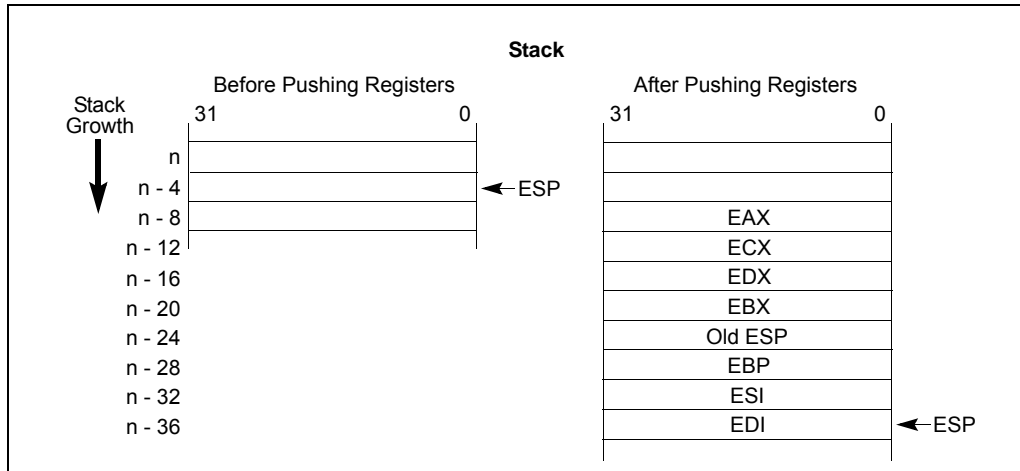 Stack
Before Pushing Registers
After Pushing Registers
Stack
Growth
31 0
31 0
n
n - 4
ESP
n - 8
EAX
n - 12
ECX
n - 16
EDX
n - 20
EBX
n - 24
Old ESP
n - 28
EBP
n - 32
ESI
n - 36
EDI
ESP